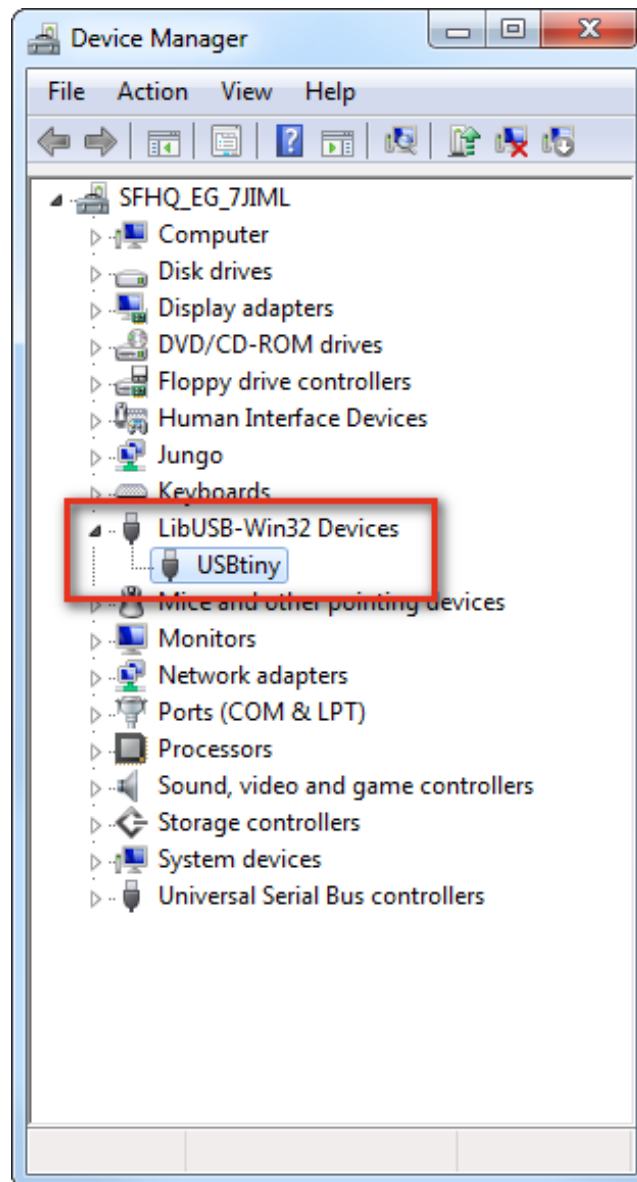 Device Manager
File Action View Help
SFHQ_EG_7JIML
Computer
Disk drives
Display adapters
DVD/CD-ROM drives
Floppy drive controllers
Human Interface Devices
Jungo
Keyboards
LibUSB-Win32 Devices
USBtiny
Mice and other pointing devices
Monitors
Network adapters
Ports (COM & LPT)
Processors
Sound, video and game controllers
Storage controllers
System devices
Universal Serial Bus controllers